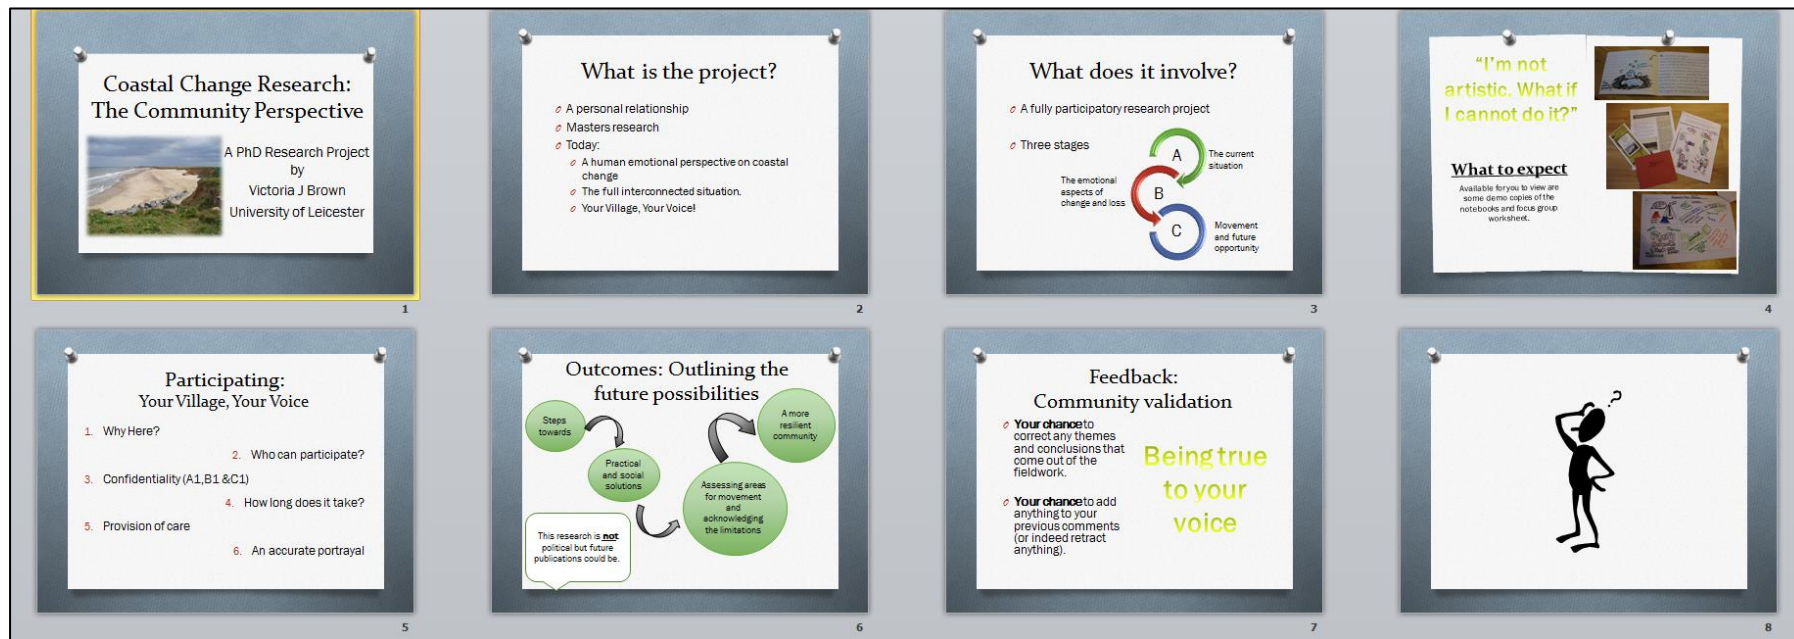 Coastal Change Research:
The Community Perspective
A PhD Research Project
by
Victoria J Brown
University of Leicester
1
What is the project?
A personal relationship
Masters research
Today:
A human emotional perspective on coastal
change
The full interconnected situation.
Your Village, Your Voice!
2
What does it involve?
A fully participatory research project
Three stages
A
The current
situation
The emotional
aspects of
change and loss
B
C
Movement
and future
opportunity
3
“I’m not
artistic. What if
I cannot do it?”
What to expect
Available for you to view are
some demo copies of the
notebooks and focus group
worksheet.
4
Participating:
Your Village, Your Voice
1. Why Here?
2. Who can participate?
3. Confidentiality (A1,B1 &C1)
4. How long does it take?
5. Provision of care
6. An accurate portrayal
5
Outcomes: Outlining the
future possibilities
Steps
towards
Practical
and social
solutions
Assessing areas
for movement
and
acknowledging
the limitations
A more
resilient
community
This research is not
political but future
publications could be.
6
Feedback:
Community validation
Your chance to
correct any themes
and conclusions that
come out of the
fieldwork.
Your chance to add
anything to your
previous comments
(or indeed retract
anything).
Being true
to your
voice
7
?
8